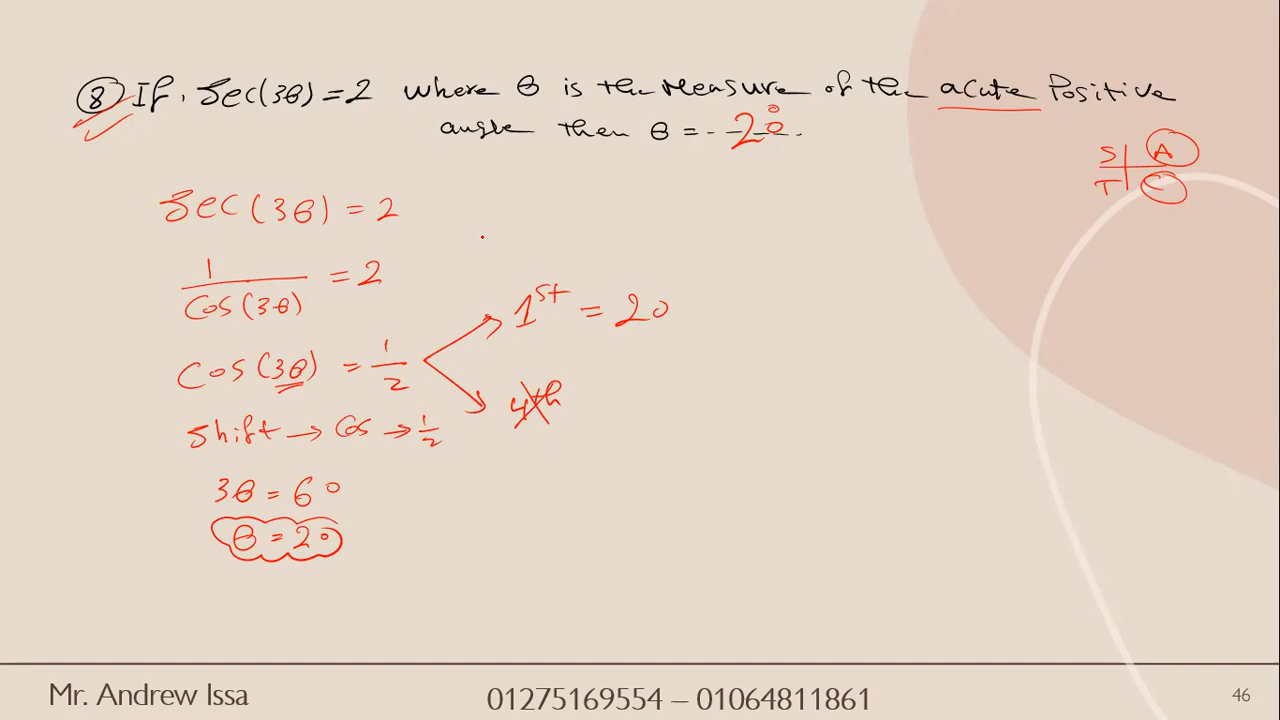 8 If, Sec(3θ) = 2 where θ is the Measure of the acute Positive
angle then θ = 20°
S A
T C
Sec(3θ) = 2
1/Cos(3θ) = 2
1st = 20
Cos(3θ) = 1/2
4th
Shift → Cos → 1/2
3θ = 60
θ = 20
Mr. Andrew Issa
01275169554 – 01064811861
46